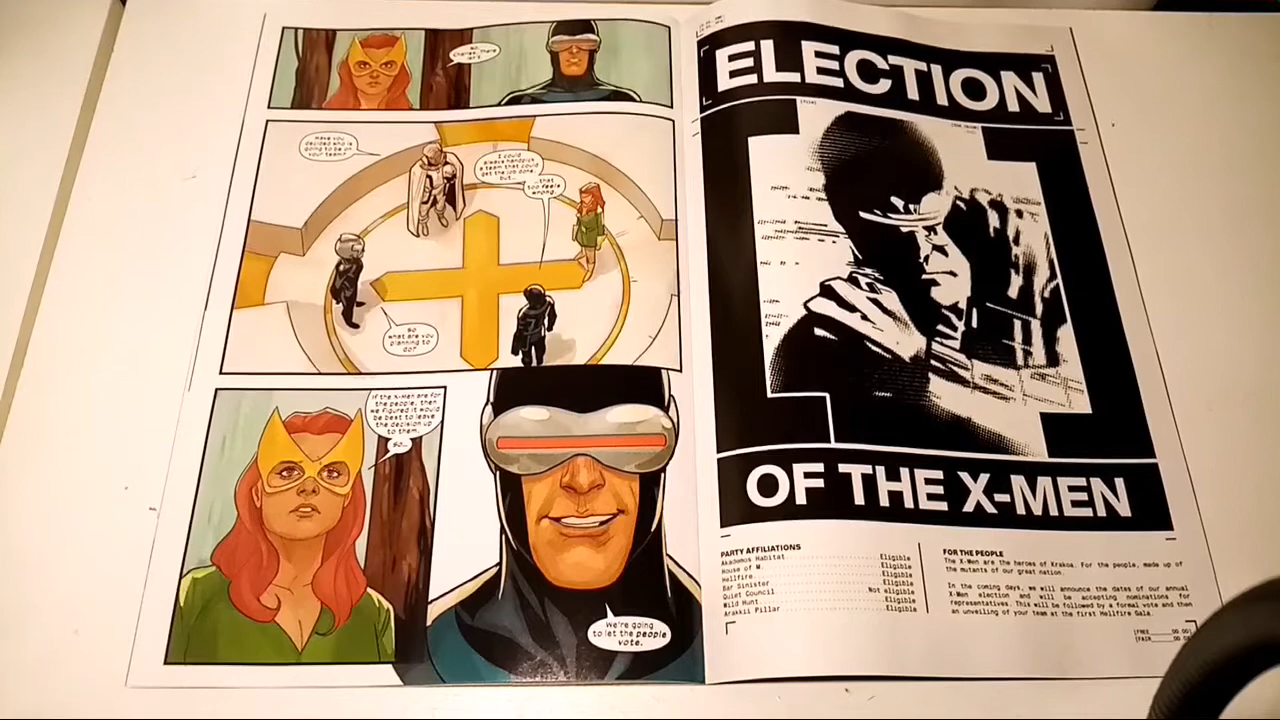 So,
Charles, there
isn't.
Have you
decided who is
going to be on
your team?
I could
always handpick
a team that could
get the job done,
but...
...that
too feels
wrong.
So
what are you
planning to
do?
If the X-Men are for
the people, then
we figured it would
be best to leave
the decision up
to them.
So...
We're going
to let the people
vote.
ELECTION
OF THE X-MEN
PARTY AFFILIATIONS
Akademos Habitat Eligible
House of M. Eligible
Hellfire Eligible
Bar Sinister Eligible
Quiet Council Not eligible
Wild Hunt Eligible
Arakkii Pillar Eligible
FOR THE PEOPLE
The X-Men are the heroes of Krakoa. For the people, made up of
the mutants of our great nation.
In the coming days, we will announce the dates of our annual
X-Men election and will be accepting nominations for
representatives. This will be followed by a formal vote and then
an unveiling of your team at the first Hellfire Gala.